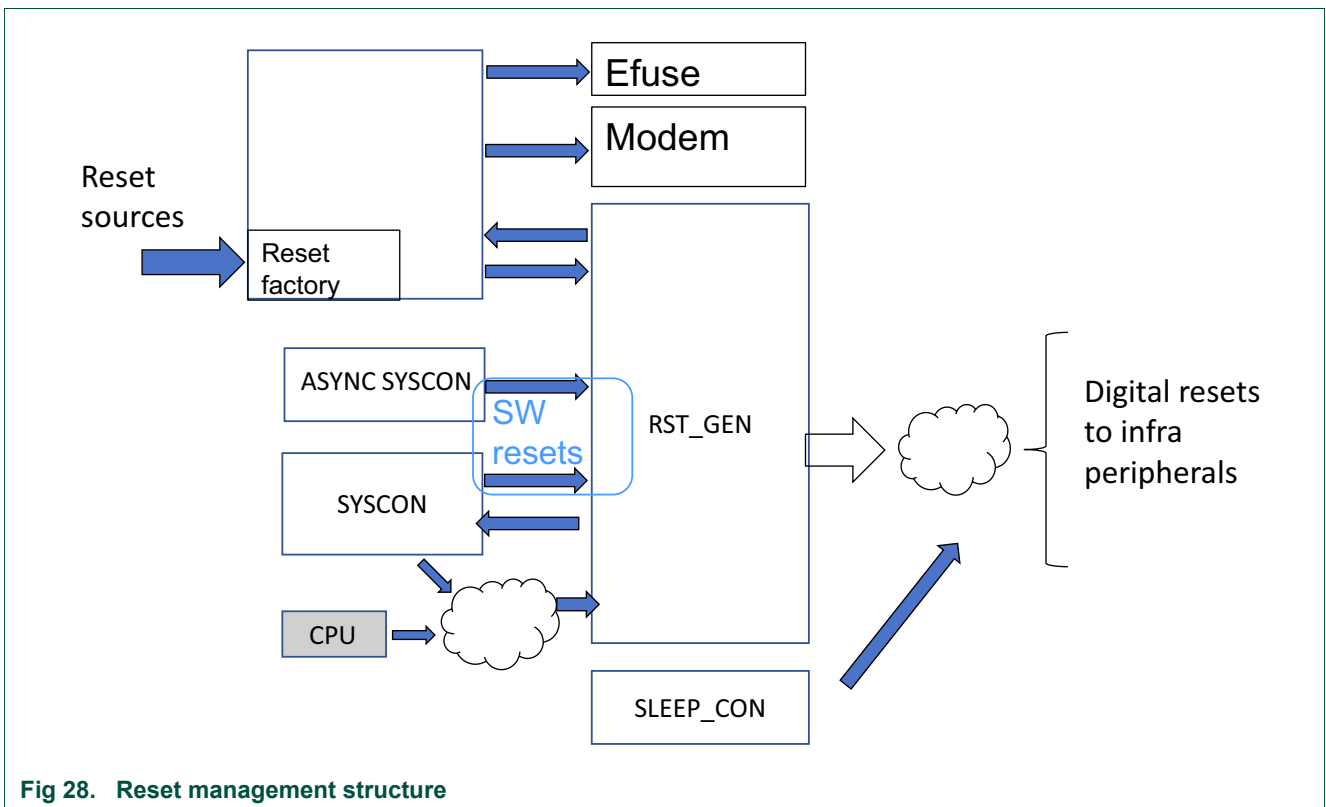 Efuse
Modem
Reset
sources
Reset
factory
ASYNC SYSCON
SW
resets
RST_GEN
Digital resets
to infra
peripherals
SYSCON
CPU
SLEEP_CON
Fig 28. Reset management structure